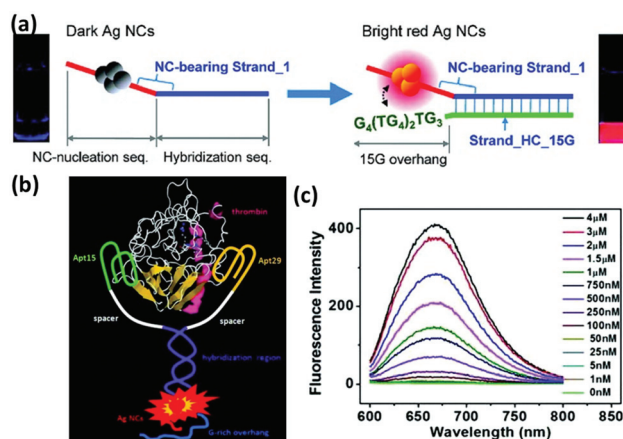 (a)
Dark Ag NCs
Bright red Ag NCs
NC-bearing Strand_1
NC-bearing Strand_1
G₄(TG₄)₂TG₃
Strand_HC_15G
NC-nucleation seq.
Hybridization seq.
15G overhang
(b)
thrombin
Apt15
Apt29
spacer
spacer
hybridization region
Ag NCs
G-rich overhang
(c)
Fluorescence Intensity
400
300
200
100
0
600
650
700
750
800
850
Wavelength (nm)
4μM
3μM
2μM
1.5μM
1μM
750nM
500nM
250nM
100nM
50nM
25nM
5nM
1nM
0nM